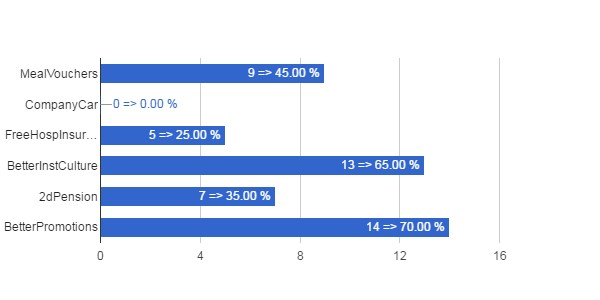 MealVouchers 9 => 45.00 %
CompanyCar 0 => 0.00 %
FreeHospInsur... 5 => 25.00 %
BetterInstCulture 13 => 65.00 %
2dPension 7 => 35.00 %
BetterPromotions 14 => 70.00 %
0 4 8 12 16